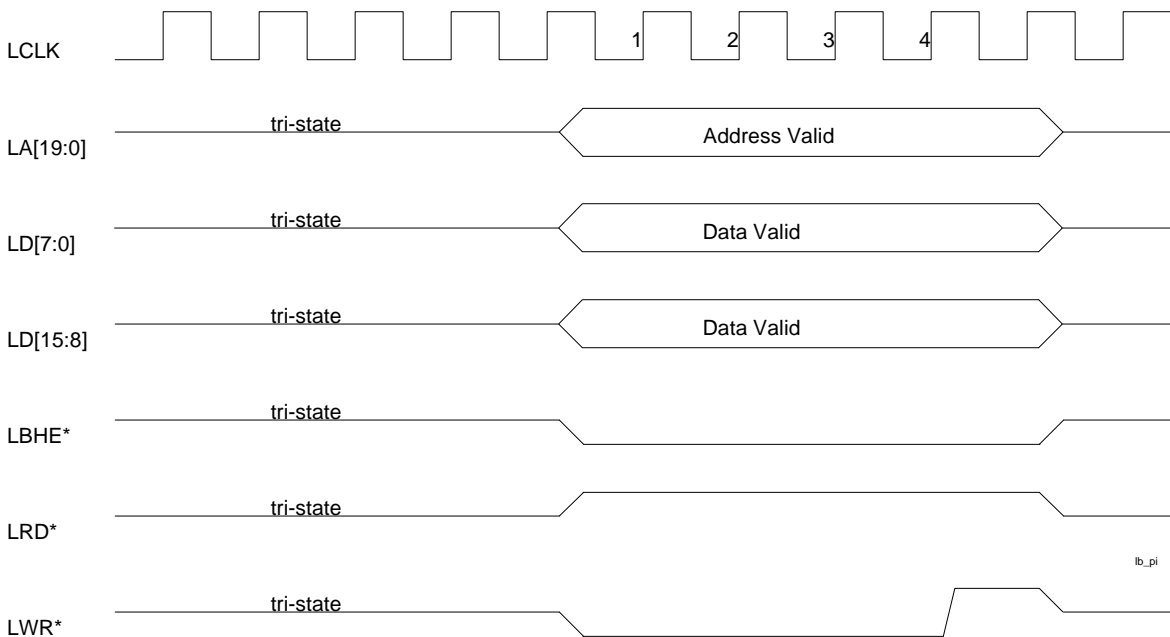 LCLK
1 2 3 4
LA[19:0]
tri-state
Address Valid
LD[7:0]
tri-state
Data Valid
LD[15:8]
tri-state
Data Valid
LBHE*
tri-state
LRD*
tri-state
lb_pi
LWR*
tri-state